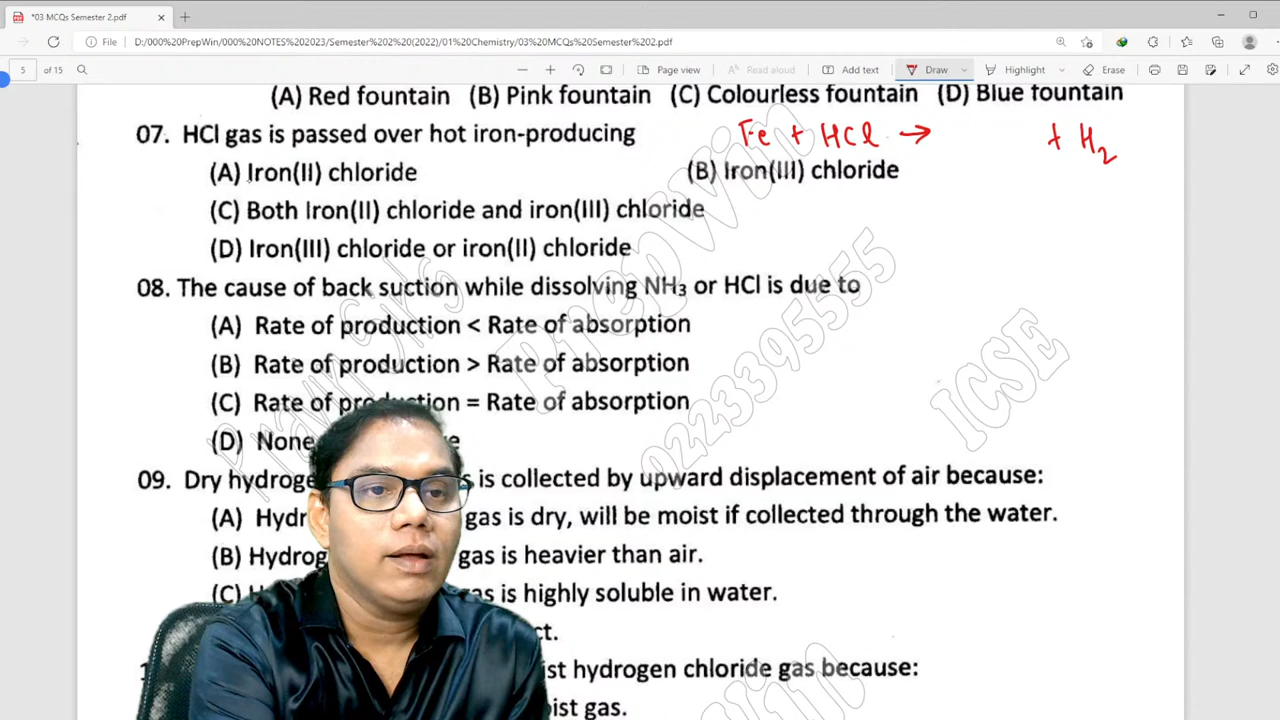 *03 MCQs Semester 2.pdf
File D:/000%20PrepWin/000%20NOTES%202023/Semester%202%20(2022)/01%20Chemistry/03%20MCQs%20Semester%202.pdf
5 of 15 Page view Read aloud Add text Draw Highlight Erase
(A) Red fountain (B) Pink fountain (C) Colourless fountain (D) Blue fountain
07. HCl gas is passed over hot iron-producing Fe + HCl → + H2
(A) Iron(II) chloride (B) Iron(III) chloride
(C) Both Iron(II) chloride and iron(III) chloride
(D) Iron(III) chloride or iron(II) chloride
08. The cause of back suction while dissolving NH3 or HCl is due to
(A) Rate of production < Rate of absorption
(B) Rate of production > Rate of absorption
(C) Rate of production = Rate of absorption
(D) None
09. Dry hydroge s is collected by upward displacement of air because:
(A) Hydr gas is dry, will be moist if collected through the water.
(B) Hydrog gas is heavier than air.
(C) gas is highly soluble in water.
ct.
ist hydrogen chloride gas because:
ist gas.
PrepWin
02233395555
ICSE